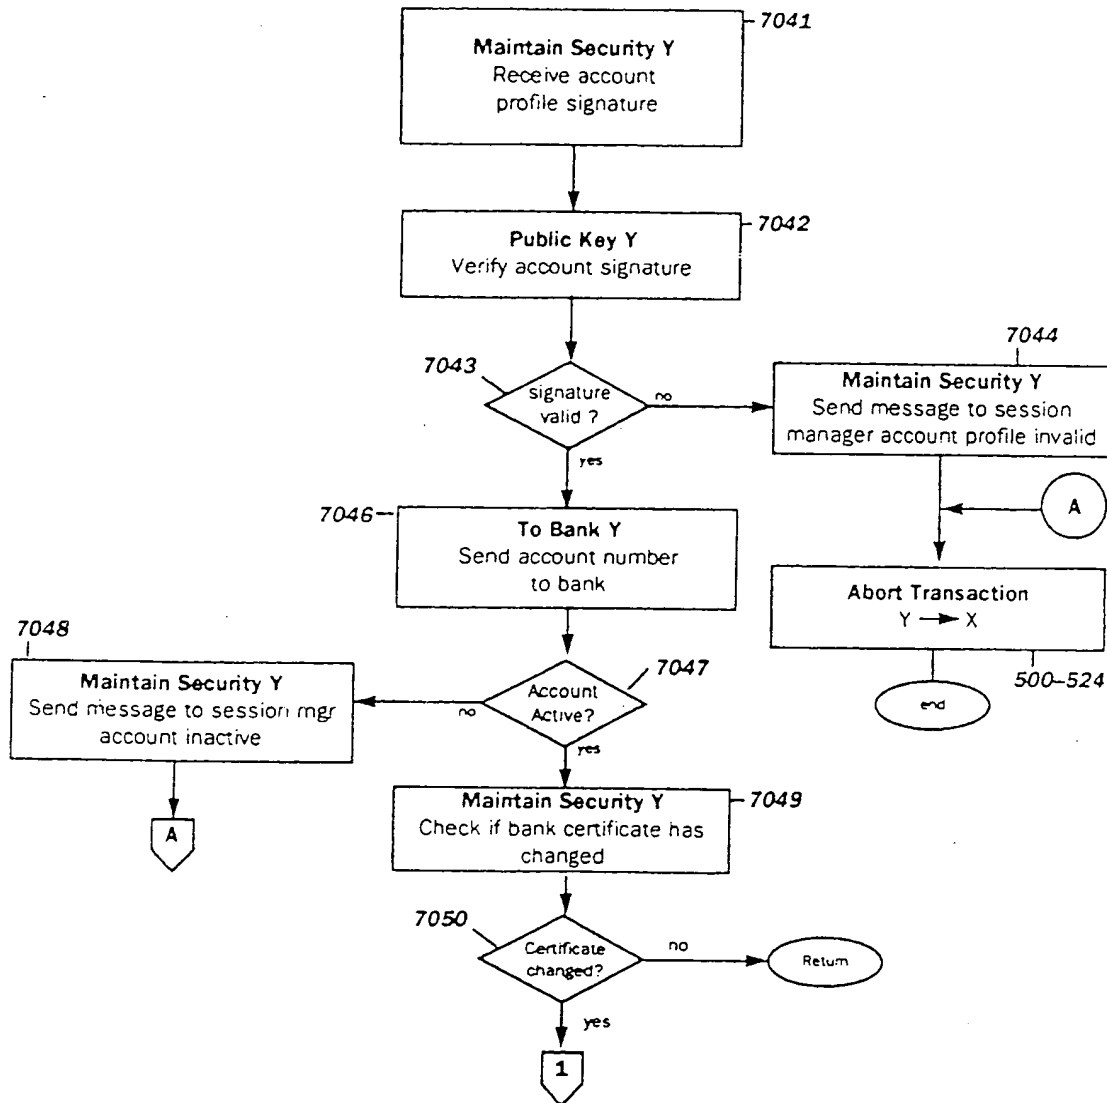 7041
Maintain Security Y
Receive account
profile signature
7042
Public Key Y
Verify account signature
7043
signature
valid ?
no
yes
7044
Maintain Security Y
Send message to session
manager account profile invalid
A
7046
To Bank Y
Send account number
to bank
Abort Transaction
Y → X
500-524
end
7048
Maintain Security Y
Send message to session mgr
account inactive
A
7047
Account
Active?
no
yes
Maintain Security Y
Check if bank certificate has
changed
7049
7050
Certificate
changed?
no
Return
yes
1